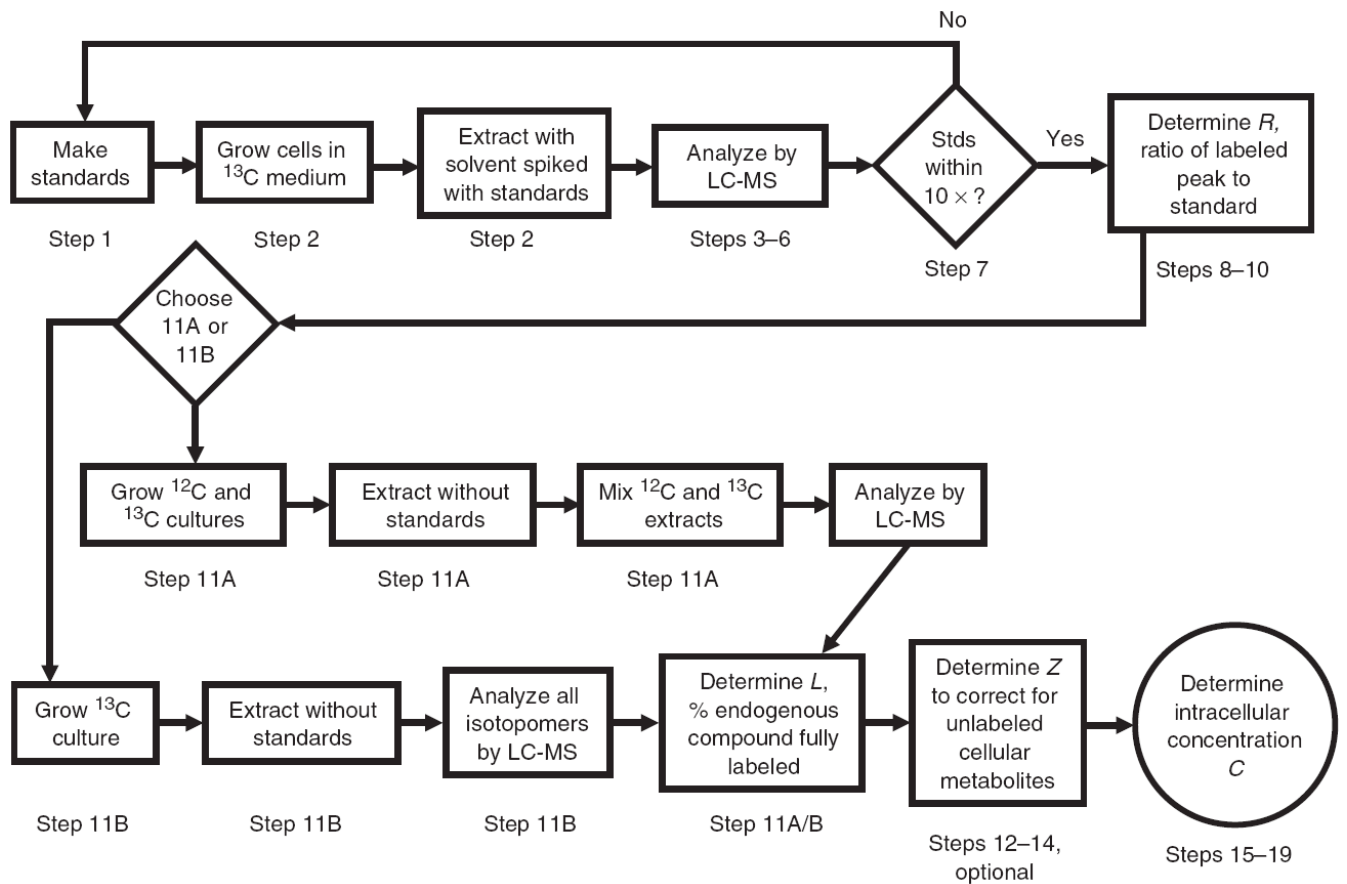 No
Make
standards
Grow cells in
¹³C medium
Extract with
solvent spiked
with standards
Analyze by
LC-MS
Stds
within
10 × ?
Yes
Determine R,
ratio of labeled
peak to
standard
Step 1
Step 2
Step 2
Steps 3–6
Step 7
Steps 8–10
Choose
11A or
11B
Grow ¹²C and
¹³C cultures
Extract without
standards
Mix ¹²C and ¹³C
extracts
Analyze by
LC-MS
Step 11A
Step 11A
Step 11A
Grow ¹³C
culture
Extract without
standards
Analyze all
isotopomers
by LC-MS
Determine L,
% endogenous
compound fully
labeled
Determine Z
to correct for
unlabeled
cellular
metabolites
Determine
intracellular
concentration
C
Step 11B
Step 11B
Step 11B
Step 11A/B
Steps 12–14,
optional
Steps 15–19